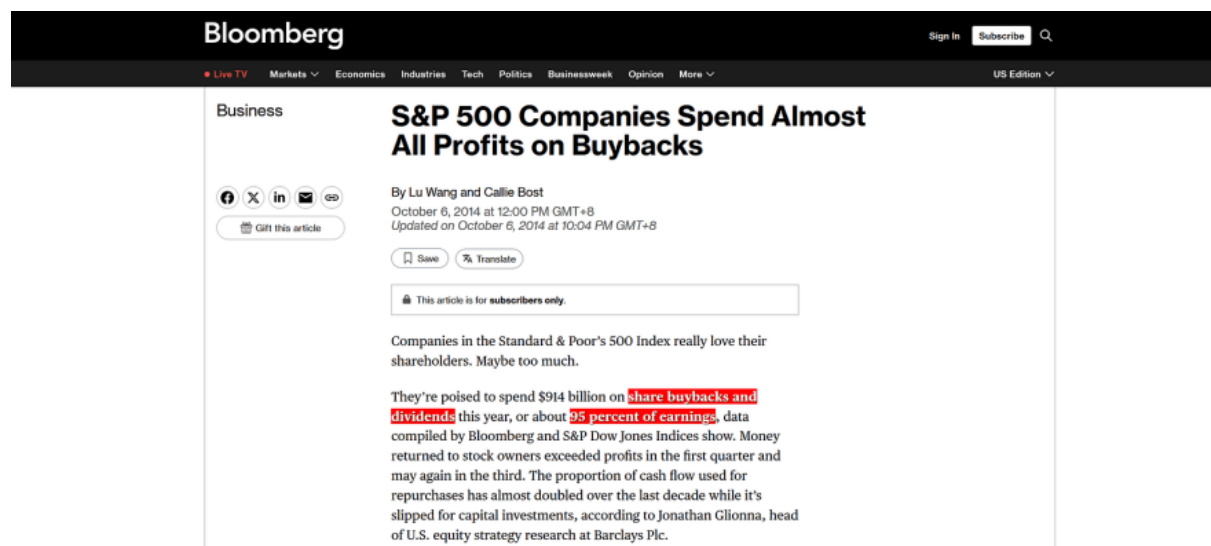 Bloomberg
Sign In Subscribe
Live TV Markets Economics Industries Tech Politics Businessweek Opinion More US Edition
Business
S&P 500 Companies Spend Almost
All Profits on Buybacks
By Lu Wang and Callie Bost
October 6, 2014 at 12:00 PM GMT+8
Updated on October 6, 2014 at 10:04 PM GMT+8
Gift this article
Save Translate
This article is for subscribers only.
Companies in the Standard & Poor's 500 Index really love their
shareholders. Maybe too much.
They're poised to spend $914 billion on share buybacks and
dividends this year, or about 95 percent of earnings, data
compiled by Bloomberg and S&P Dow Jones Indices show. Money
returned to stock owners exceeded profits in the first quarter and
may again in the third. The proportion of cash flow used for
repurchases has almost doubled over the last decade while it's
slipped for capital investments, according to Jonathan Glionna, head
of U.S. equity strategy research at Barclays Plc.